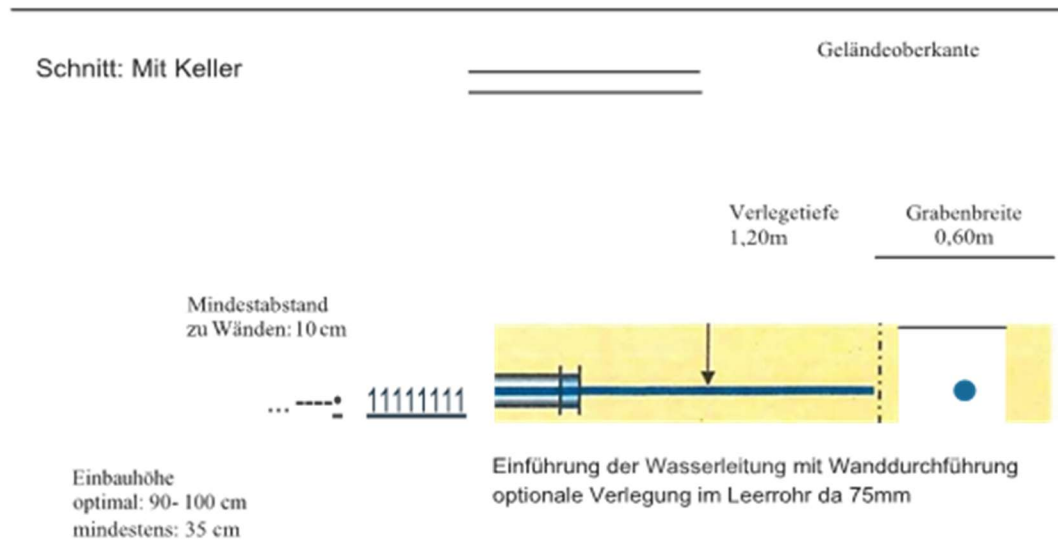 Schnitt: Mit Keller
Geländeoberkante
Verlegetiefe
1,20m
Grabenbreite
0,60m
Mindestabstand
zu Wänden: 10 cm
... ----• 11111111
Einführung der Wasserleitung mit Wanddurchführung
optionale Verlegung im Leerrohr da 75mm
Einbauhöhe
optimal: 90- 100 cm
mindestens: 35 cm